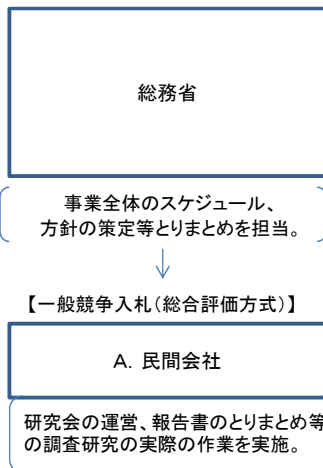 総務省
事業全体のスケジュール、
方針の策定等とりまとめを担当。
【一般競争入札(総合評価方式)】
A．民間会社
研究会の運営、報告書のとりまとめ等
の調査研究の実際の作業を実施。